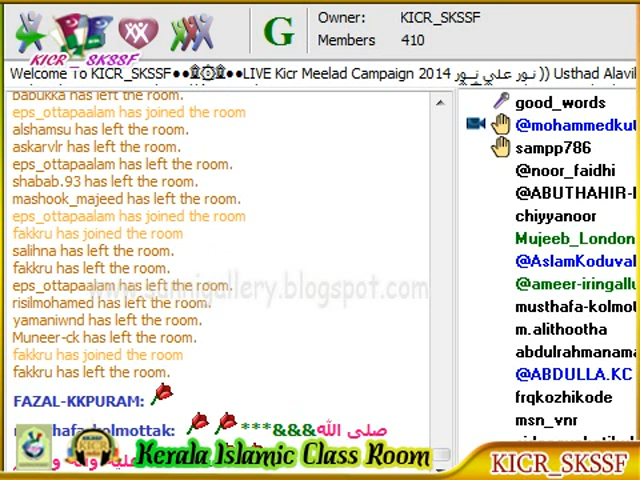 KICR_SKSSF
G
Owner: KICR_SKSSF
Members 410
Welcome To KICR_SKSSF●●۩۞۩●●LIVE Kicr Meelad Campaign 2014 نور علي نور )) Usthad Alavi
babukka has left the room.
eps_ottapaalam has joined the room
alshamsu has left the room.
askarvlr has left the room.
eps_ottapaalam has left the room.
shabab.93 has left the room.
mashook_majeed has left the room.
eps_ottapaalam has joined the room
fakkru has joined the room
salihna has left the room.
fakkru has left the room.
eps_ottapaalam has left the room.
risilmohamed has left the room.
yamaniwnd has left the room.
Muneer-ck has left the room.
fakkru has joined the room
fakkru has left the room.
FAZAL-KKPURAM:
kolmottak: ***&&&صلى الله
good_words
@mohammedkut
sampp786
@noor_faidhi
@ABUTHAHIR-
chiyyanoor
Mujeeb_London
@AslamKoduval
@ameer-iringallu
musthafa-kolmot
m.alithootha
abdulrahmanama
@ABDULLA.KC
frqkozhikode
msn_vnr
Kerala Islamic Class Room
KICR_SKSSF